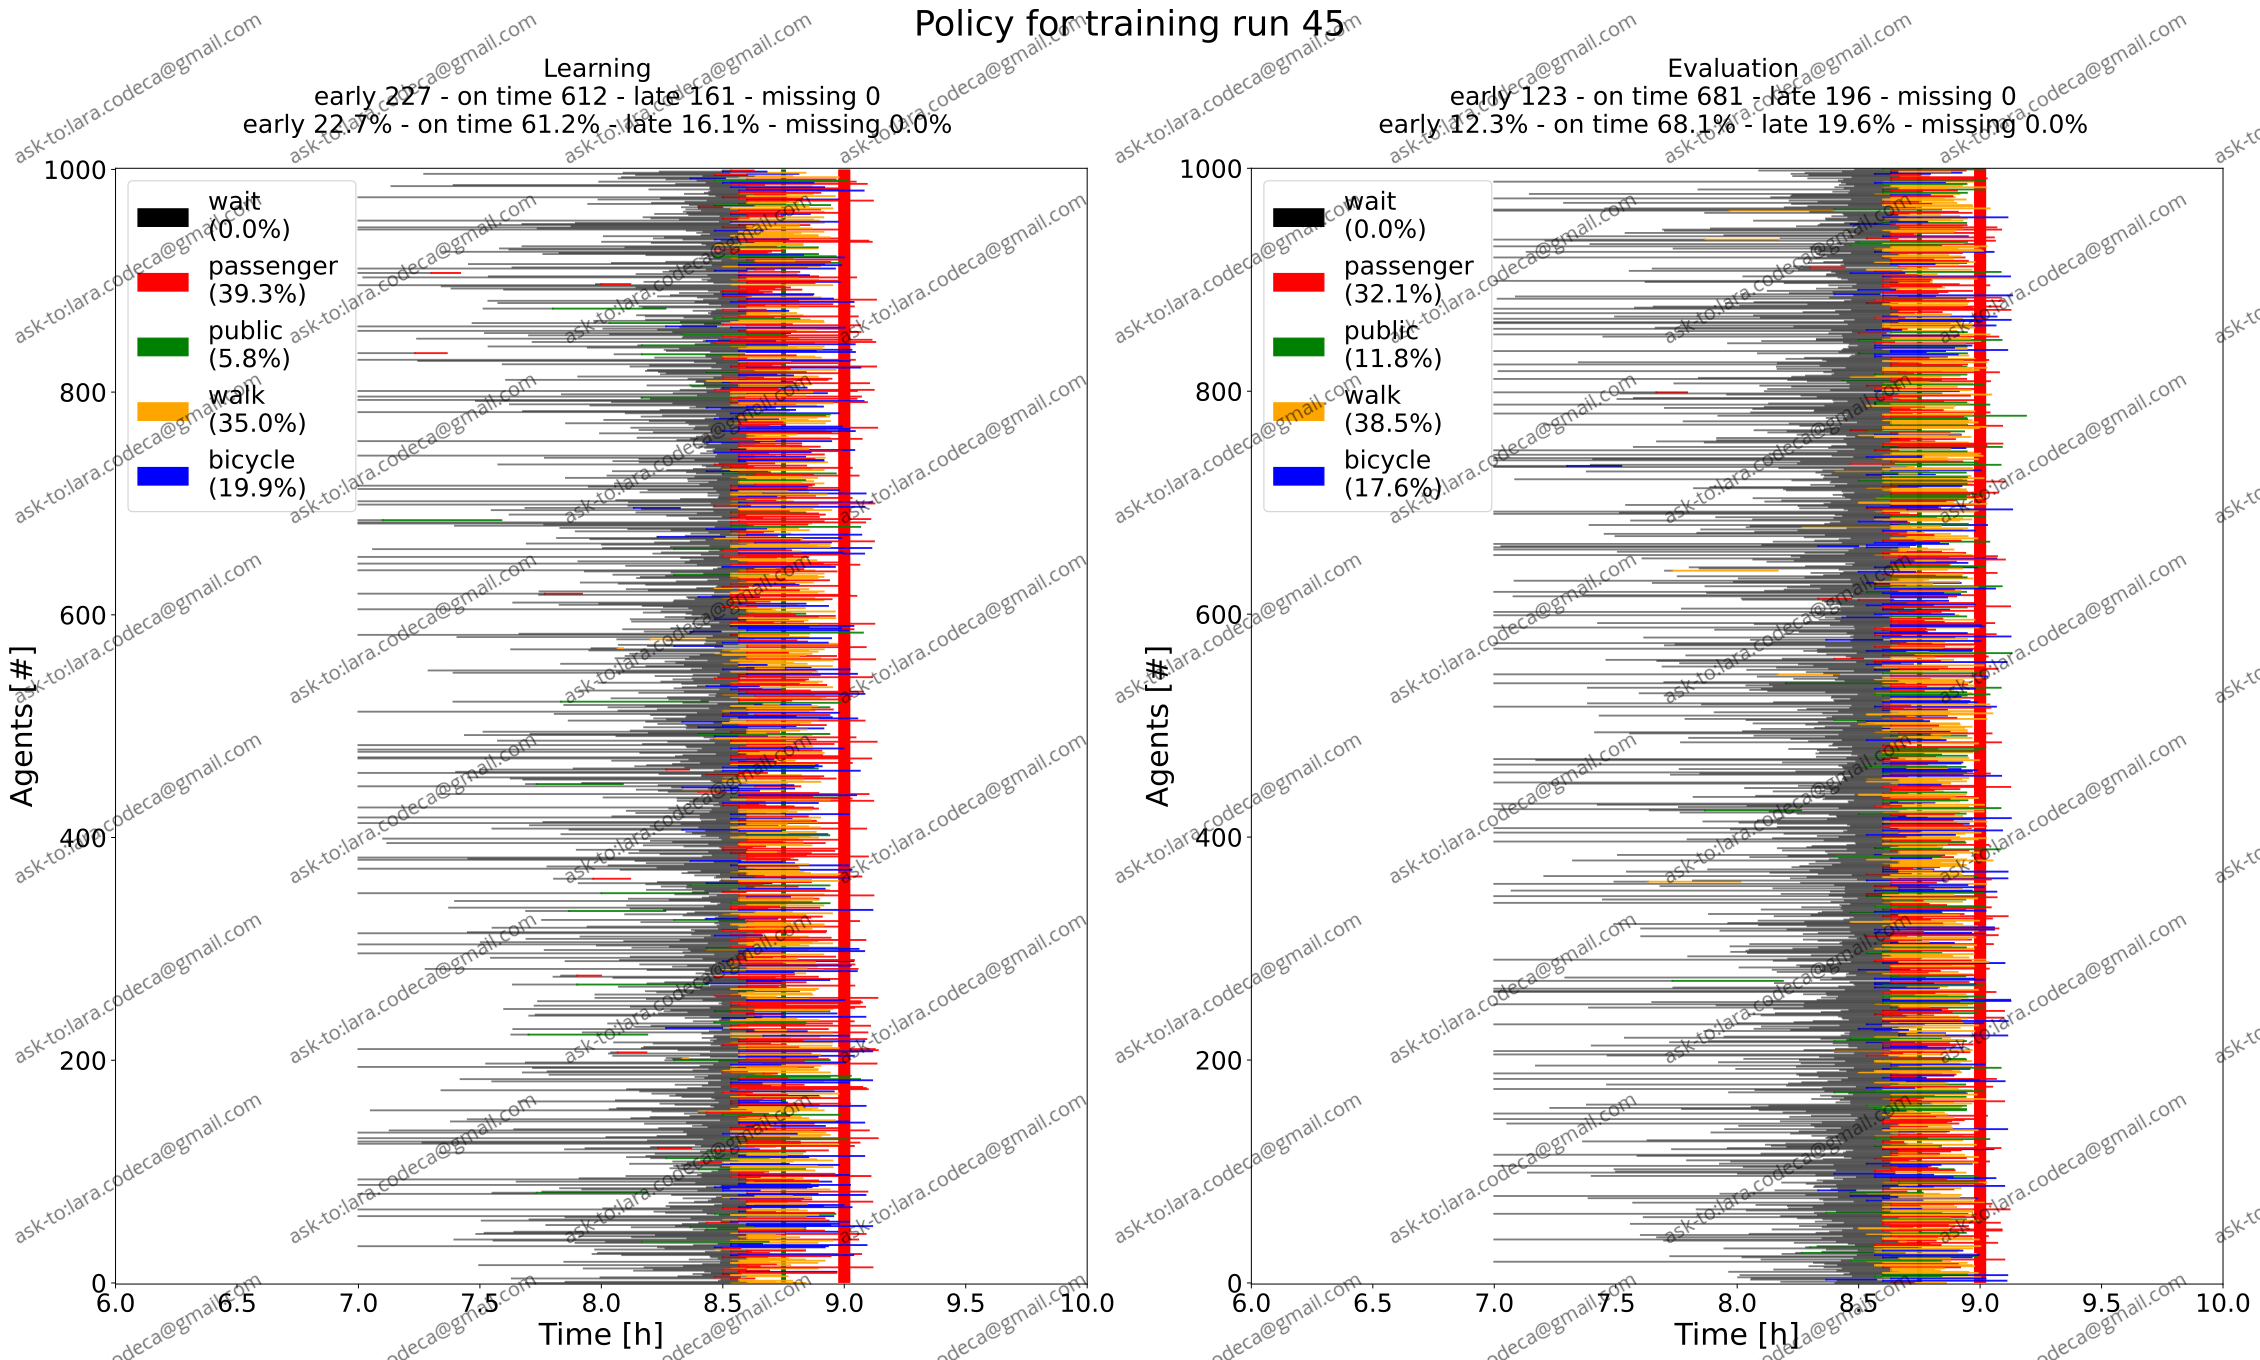 Policy for training run 45
Learning
early 227 - on time 612 - late 161 - missing 0
early 22.7% - on time 61.2% - late 16.1% - missing 0.0%
1000
800
600
400
200
0
Agents [#]
wait
(0.0%)
passenger
(39.3%)
public
(5.8%)
walk
(35.0%)
bicycle
(19.9%)
6.0 6.5 7.0 7.5 8.0 8.5 9.0 9.5 10.0
Time [h]
Evaluation
early 123 - on time 681 - late 196 - missing 0
early 12.3% - on time 68.1% - late 19.6% - missing 0.0%
1000
800
600
400
200
0
Agents [#]
wait
(0.0%)
passenger
(32.1%)
public
(11.8%)
walk
(38.5%)
bicycle
(17.6%)
6.0 6.5 7.0 7.5 8.0 8.5 9.0 9.5 10.0
Time [h]
ask-to:lara.codeca@gmail.com